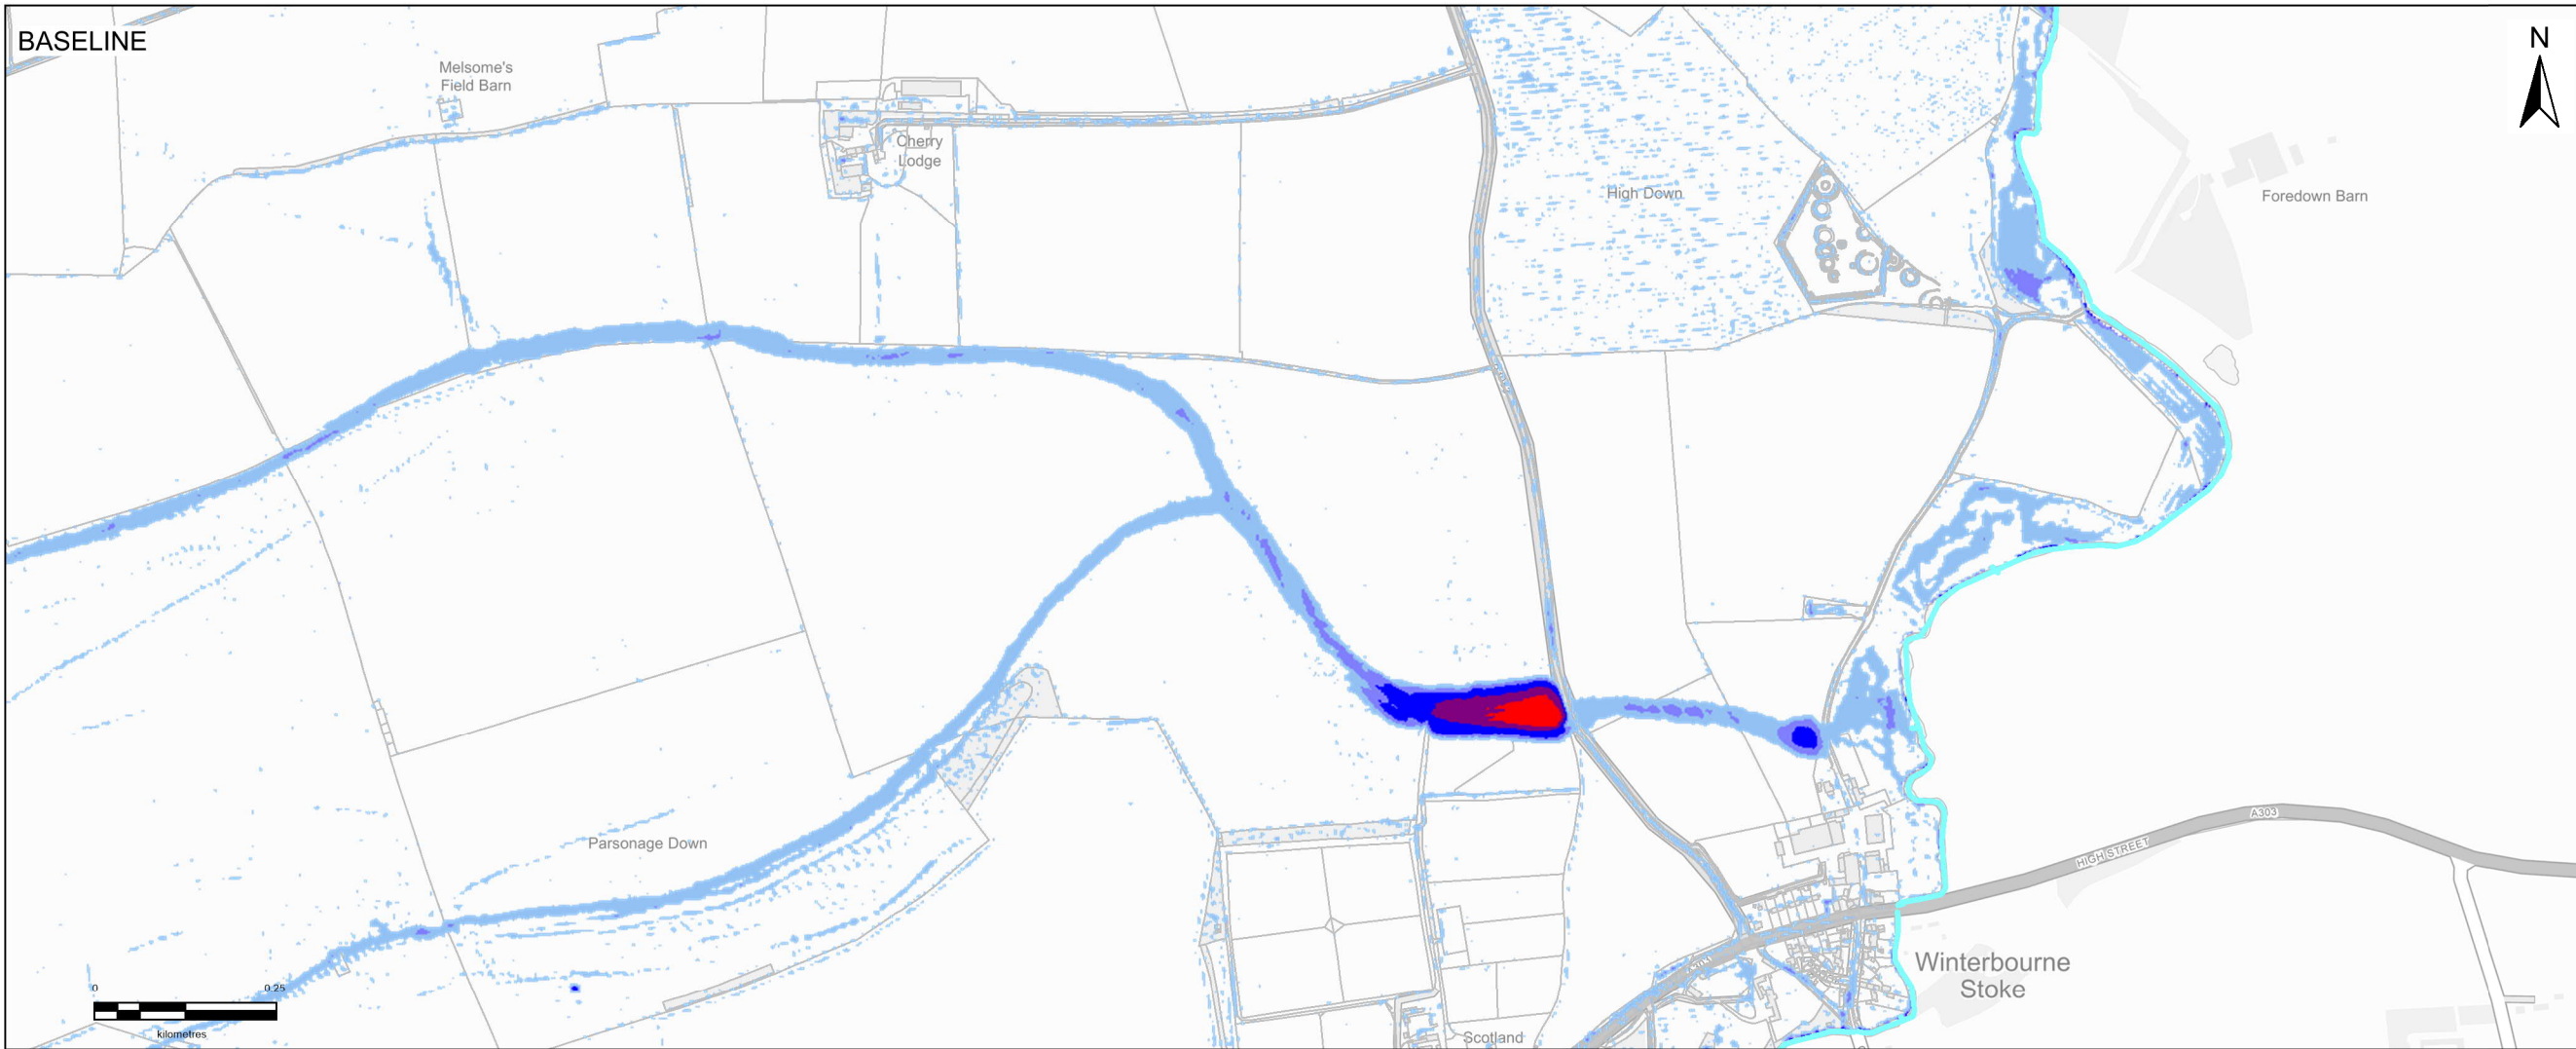 BASELINE
N
Melsome's
Field Barn
Cherry
Lodge
High Down
Foredown Barn
Parsonage Down
A303
HIGH STREET
Winterbourne
Stoke
Scotland
0 0.25
kilometres